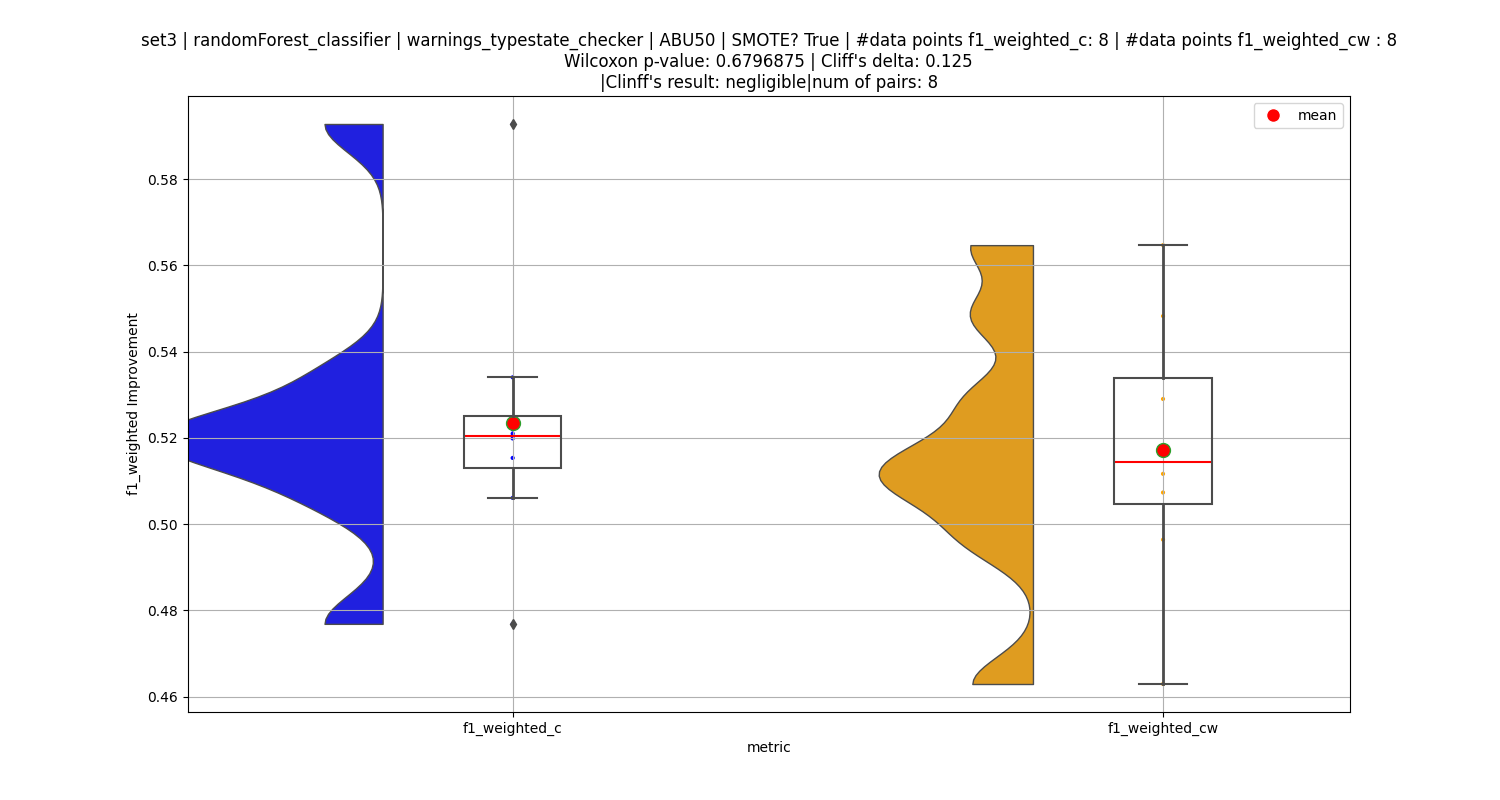 set3 | randomForest_classifier | warnings_typestate_checker | ABU50 | SMOTE? True | #data points f1_weighted_c: 8 | #data points f1_weighted_cw : 8
Wilcoxon p-value: 0.6796875 | Cliff's delta: 0.125
|Clinff's result: negligible|num of pairs: 8
mean
0.58
0.56
0.54
0.52
0.50
0.48
0.46
f1_weighted Improvement
f1_weighted_c
f1_weighted_cw
metric